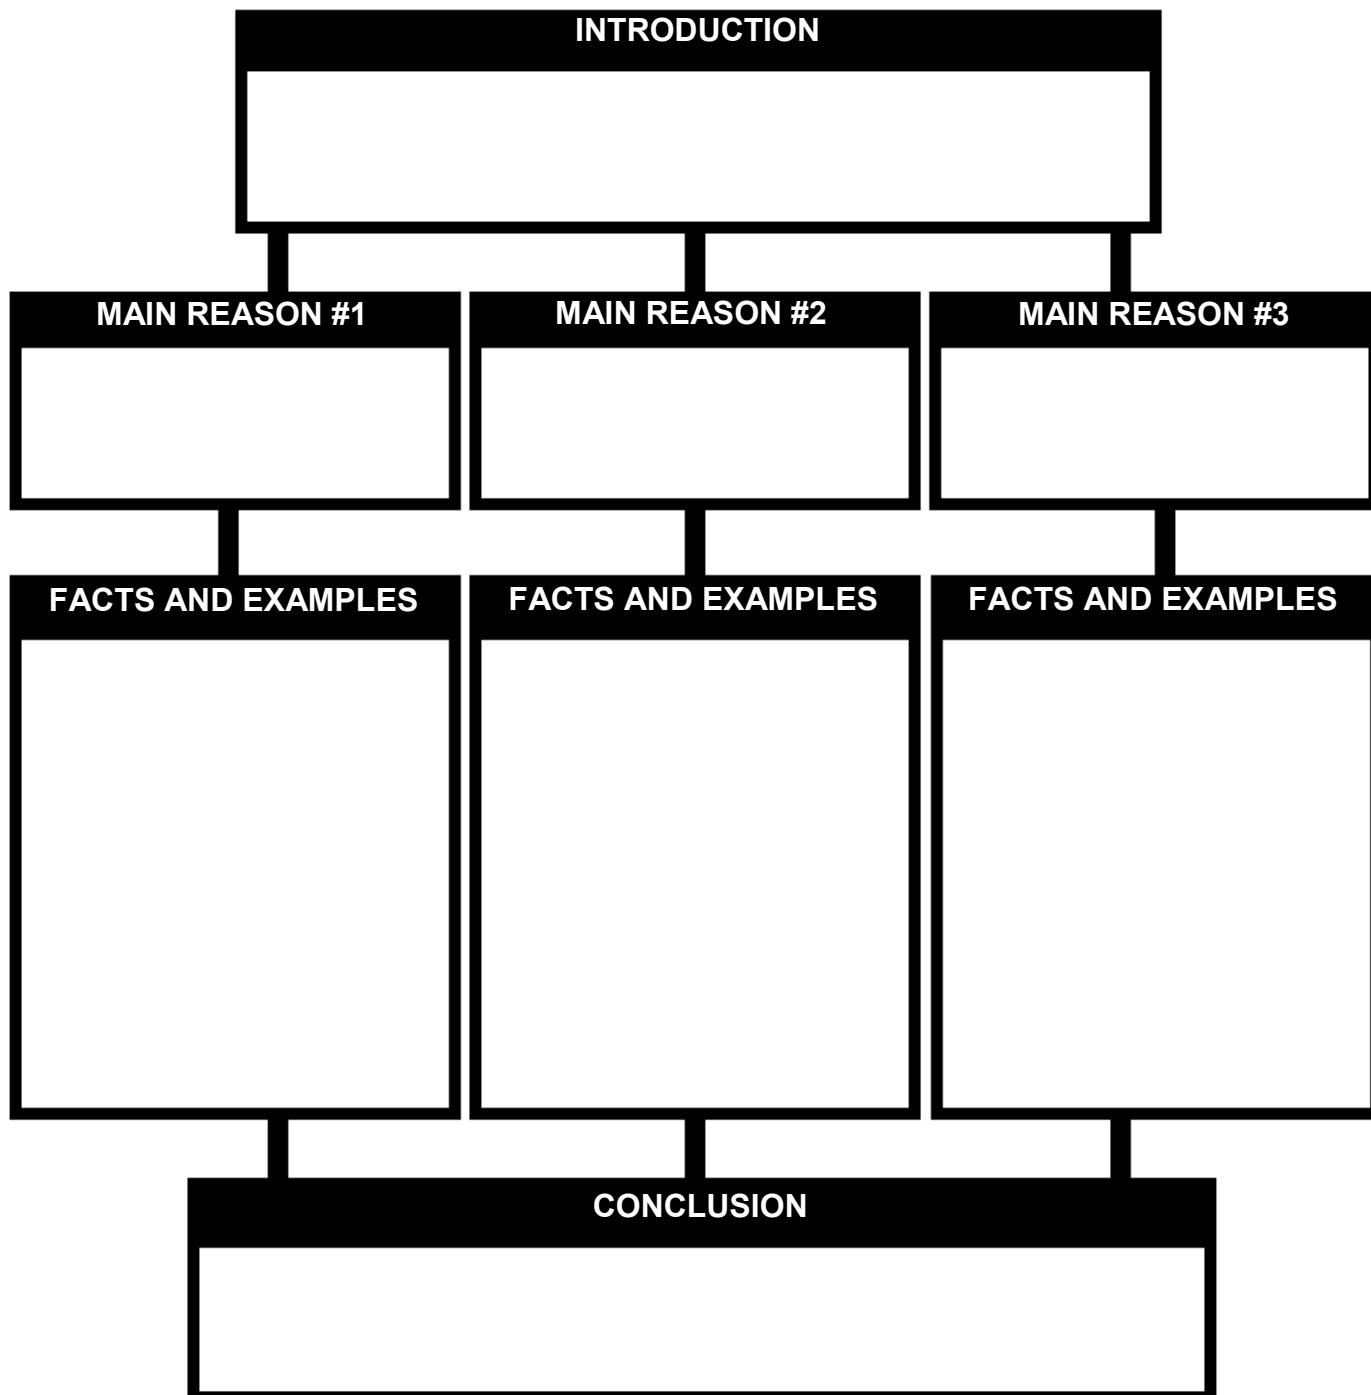 INTRODUCTION
MAIN REASON #1
MAIN REASON #2
MAIN REASON #3
FACTS AND EXAMPLES
FACTS AND EXAMPLES
FACTS AND EXAMPLES
CONCLUSION